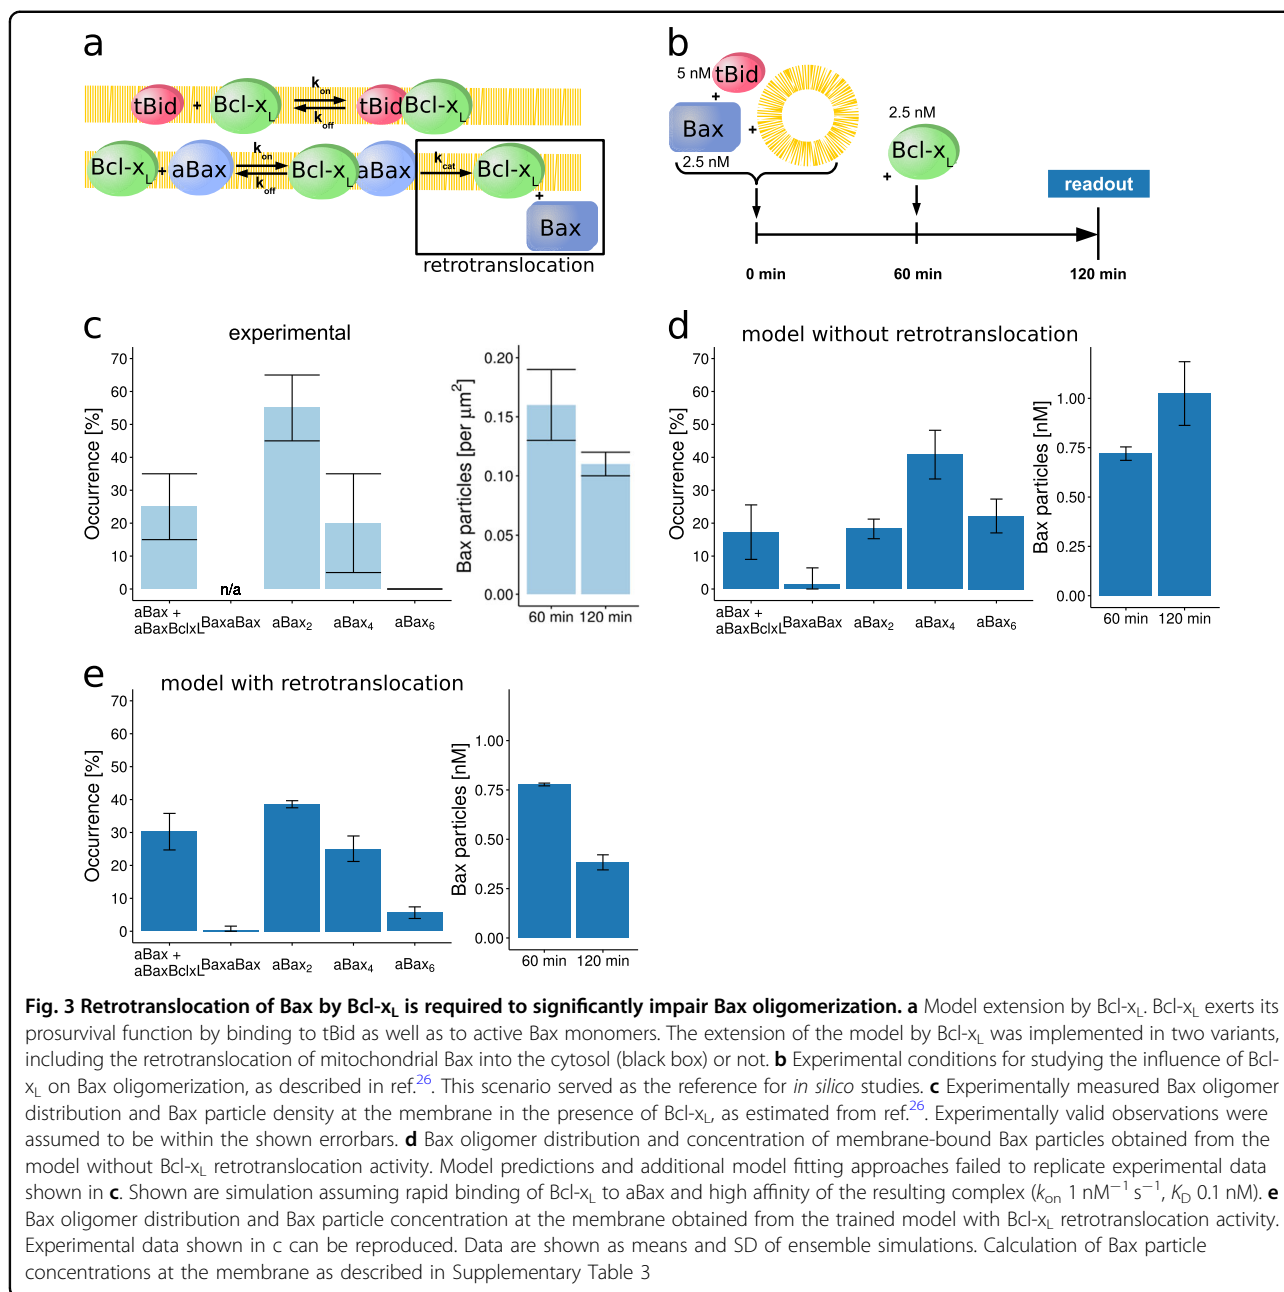 a
tBid + Bcl-xL kon koff tBid Bcl-xL
Bcl-xL + aBax kon koff Bcl-xL aBax kcat Bcl-xL
+
Bax
retrotranslocation
b
5 nM tBid
+
Bax +
2.5 nM
2.5 nM
Bcl-xL
+
readout
0 min 60 min 120 min
c
experimental
Occurrence [%]
70
60
50
40
30
20
10
0
n/a
aBax + aBaxBclxL BaxaBax aBax2 aBax4 aBax6
Bax particles [per μm2]
0.20
0.15
0.10
0.05
0.00
60 min 120 min
d
model without retrotranslocation
Occurrence [%]
70
60
50
40
30
20
10
0
aBax + aBaxBclxL BaxaBax aBax2 aBax4 aBax6
Bax particles [nM]
1.00
0.75
0.50
0.25
0.00
60 min 120 min
e
model with retrotranslocation
Occurrence [%]
70
60
50
40
30
20
10
0
aBax + aBaxBclxL BaxaBax aBax2 aBax4 aBax6
Bax particles [nM]
1.00
0.75
0.50
0.25
0.00
60 min 120 min
Fig. 3 Retrotranslocation of Bax by Bcl-xL is required to significantly impair Bax oligomerization. a Model extension by Bcl-xL. Bcl-xL exerts its
prosurvival function by binding to tBid as well as to active Bax monomers. The extension of the model by Bcl-xL was implemented in two variants,
including the retrotranslocation of mitochondrial Bax into the cytosol (black box) or not. b Experimental conditions for studying the influence of Bcl-
xL on Bax oligomerization, as described in ref.26. This scenario served as the reference for in silico studies. c Experimentally measured Bax oligomer
distribution and Bax particle density at the membrane in the presence of Bcl-xL, as estimated from ref.26. Experimentally valid observations were
assumed to be within the shown errorbars. d Bax oligomer distribution and concentration of membrane-bound Bax particles obtained from the
model without Bcl-xL retrotranslocation activity. Model predictions and additional model fitting approaches failed to replicate experimental data
shown in c. Shown are simulation assuming rapid binding of Bcl-xL to aBax and high affinity of the resulting complex (kon 1 nM−1 s−1, KD 0.1 nM). e
Bax oligomer distribution and Bax particle concentration at the membrane obtained from the trained model with Bcl-xL retrotranslocation activity.
Experimental data shown in c can be reproduced. Data are shown as means and SD of ensemble simulations. Calculation of Bax particle
concentrations at the membrane as described in Supplementary Table 3